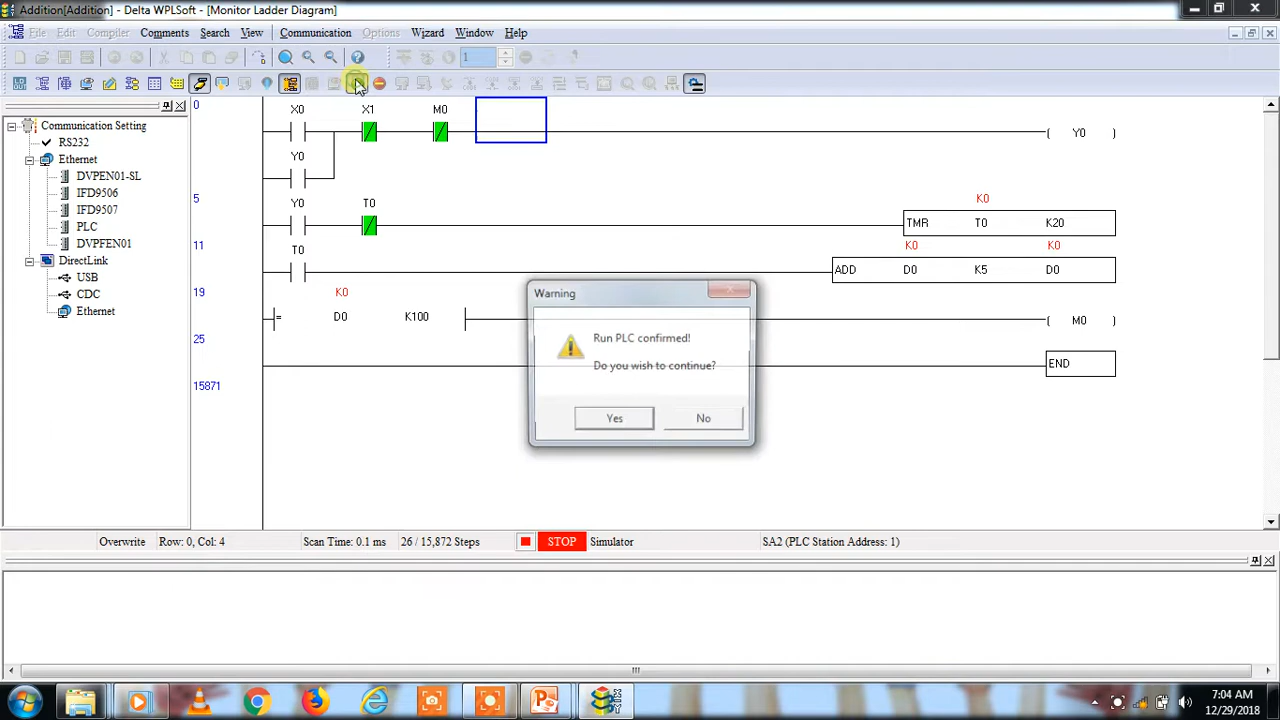 Addition[Addition] - Delta WPLSoft - [Monitor Ladder Diagram]
File Edit Compiler Comments Search View Communication Options Wizard Window Help
1
Communication Setting
RS232
Ethernet
DVPEN01-SL
IFD9506
IFD9507
PLC
DVPFEN01
DirectLink
USB
CDC
Ethernet
0
X0 X1 M0
Y0
Y0
5
Y0 T0 K0
TMR T0 K20
11
T0 K0 K0
ADD D0 K5 D0
19
K0
= D0 K100 M0
25
END
15871
Warning
Run PLC confirmed!
Do you wish to continue?
Yes No
Overwrite Row: 0, Col: 4 Scan Time: 0.1 ms 26 / 15,872 Steps STOP Simulator SA2 (PLC Station Address: 1)
7:04 AM
12/29/2018